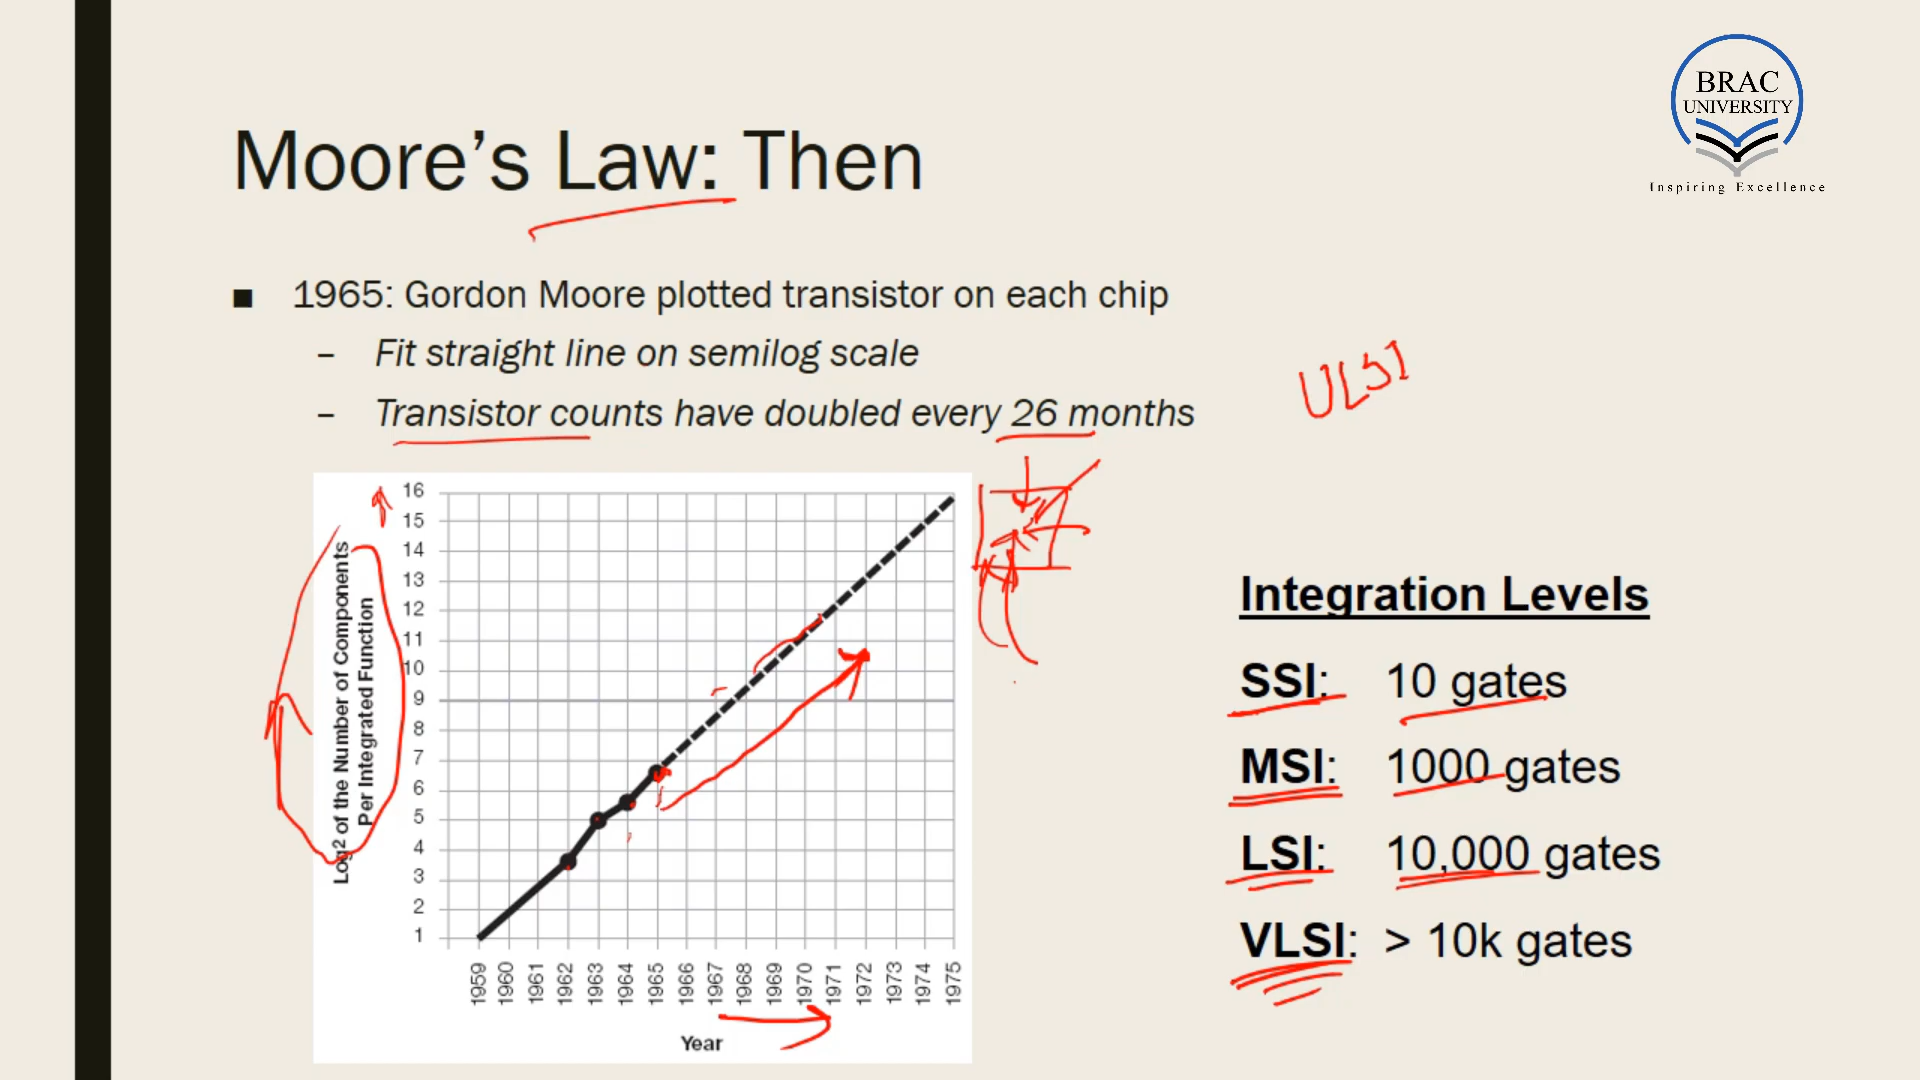 BRAC
UNIVERSITY
Inspiring Excellence
Moore's Law: Then
■ 1965: Gordon Moore plotted transistor on each chip
– Fit straight line on semilog scale
– Transistor counts have doubled every 26 months
ULSI
Log2 of the Number of Components
Per Integrated Function
16
15
14
13
12
11
10
9
8
7
6
5
4
3
2
1
1959
1960
1961
1962
1963
1964
1965
1966
1967
1968
1969
1970
1971
1972
1973
1974
1975
Year
Integration Levels
SSI: 10 gates
MSI: 1000 gates
LSI: 10,000 gates
VLSI: > 10k gates